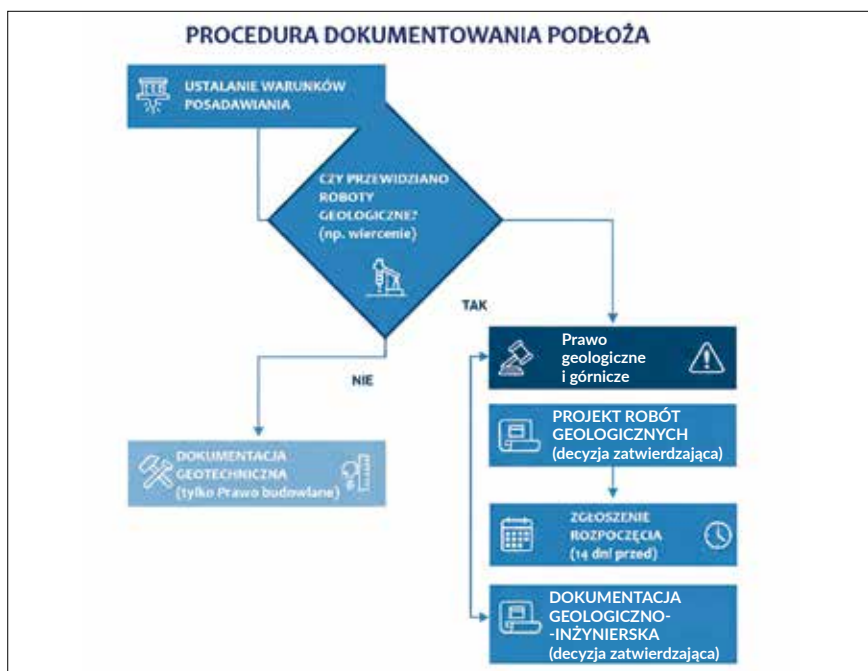 PROCEDURA DOKUMENTOWANIA PODŁOŻA
USTALANIE WARUNKÓW
POSADAWIANIA
CZY PRZEWIDZIANO
ROBOTY
GEOLOGICZNE?
(np. wiercenie)
TAK
NIE
Prawo
geologiczne
i górnicze
PROJEKT ROBÓT
GEOLOGICZNYCH
(decyzja zatwierdzająca)
DOKUMENTACJA
GEOTECHNICZNA
(tylko Prawo budowlane)
ZGŁOSZENIE
ROZPOCZĘCIA
(14 dni przed)
DOKUMENTACJA
GEOLOGICZNO-
-INŻYNIERSKA
(decyzja zatwierdzająca)